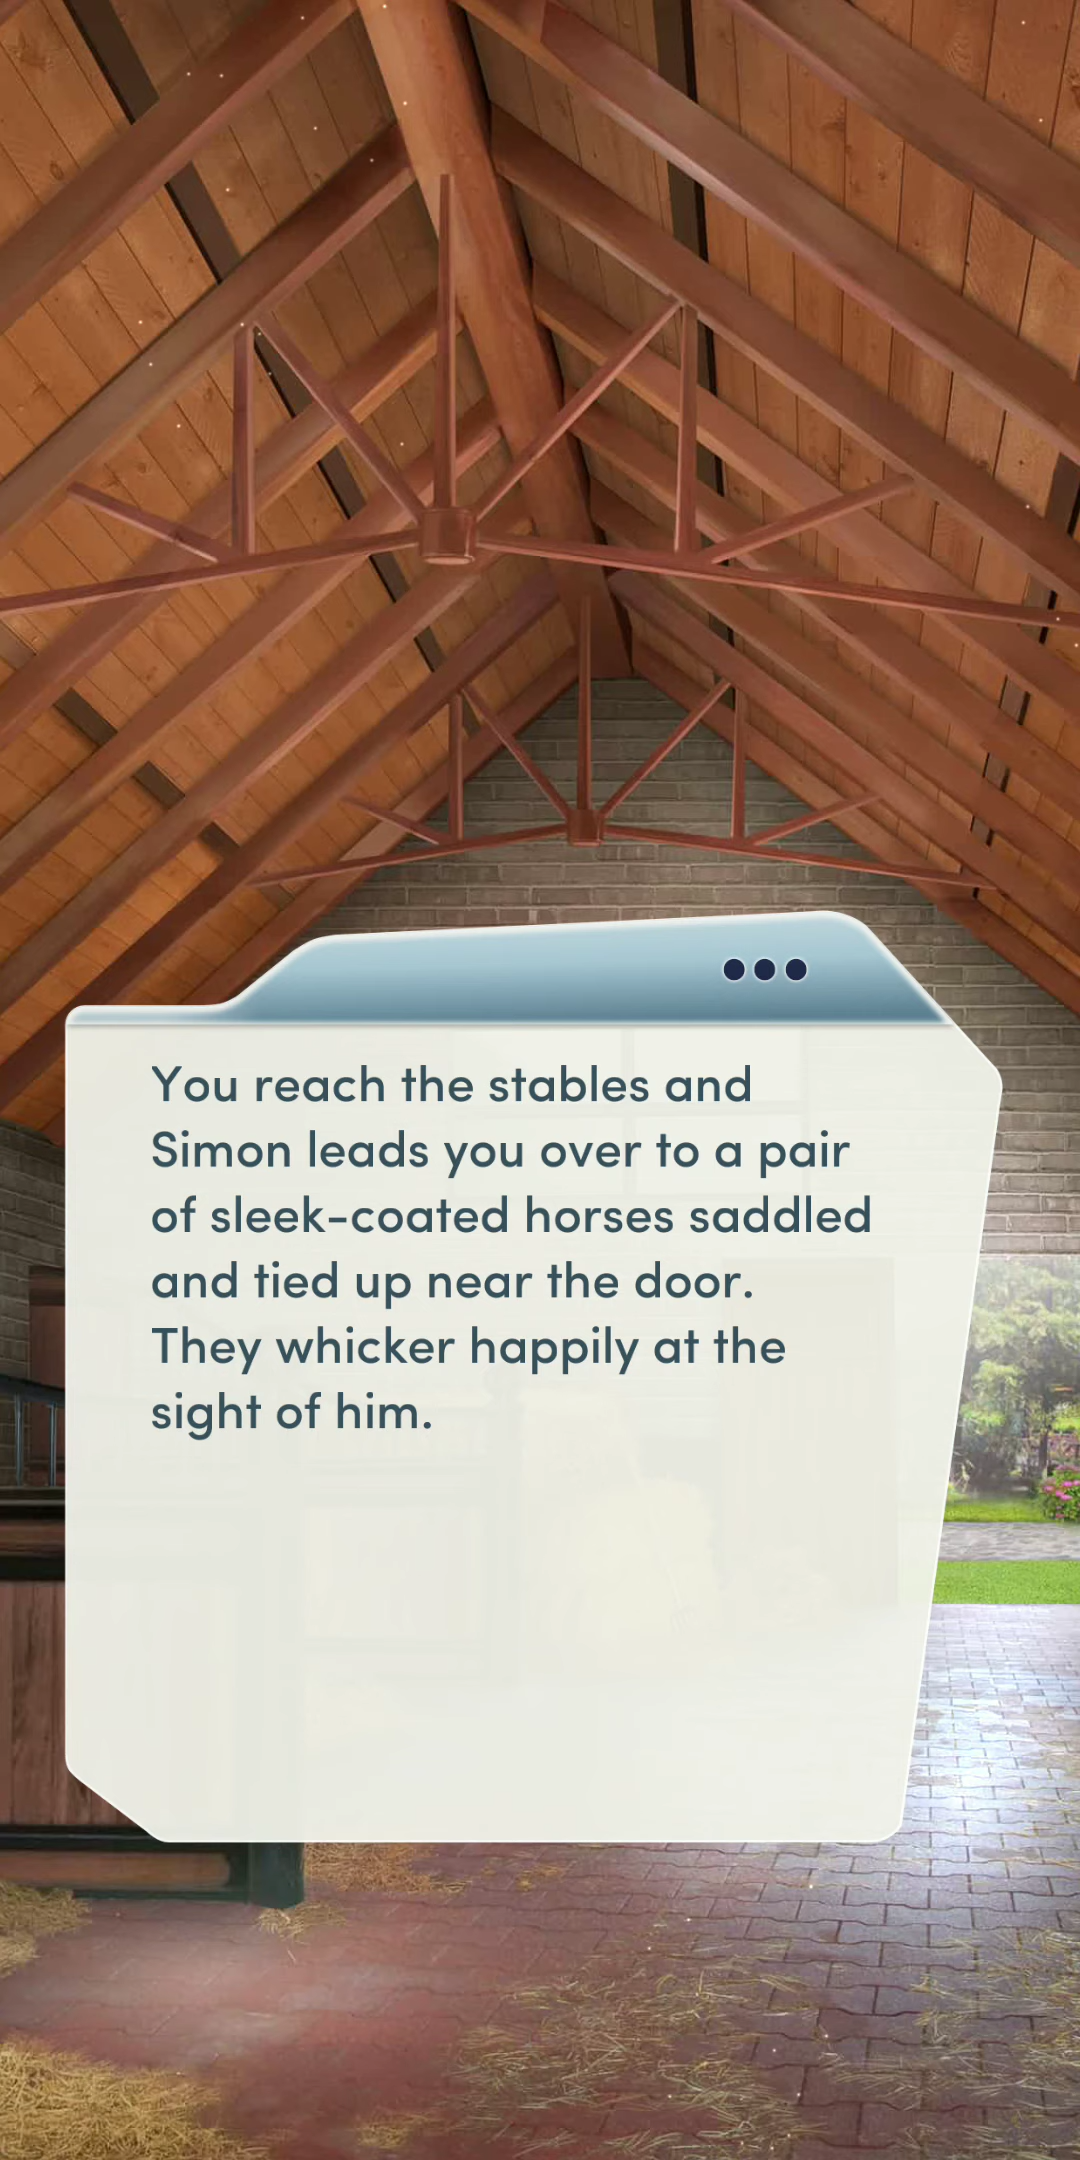 You reach the stables and
Simon leads you over to a pair
of sleek-coated horses saddled
and tied up near the door.
They whicker happily at the
sight of him.